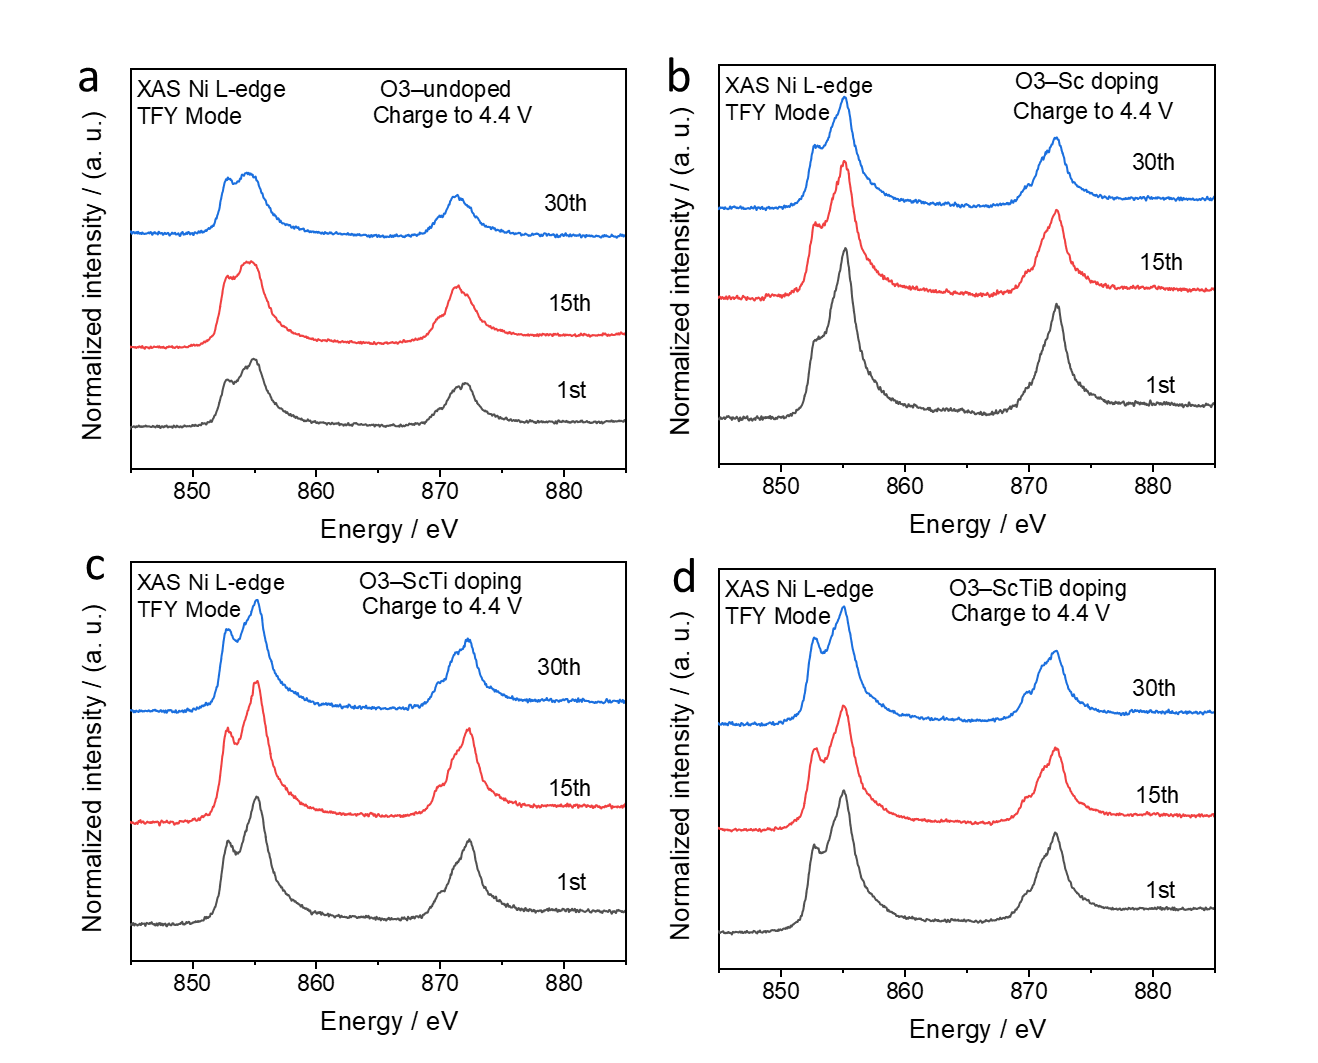 a
XAS Ni L-edge
TFY Mode
O3–undoped
Charge to 4.4 V
30th
15th
1st
Normalized intensity / (a. u.)
850 860 870 880
Energy / eV
b
XAS Ni L-edge
TFY Mode
O3–Sc doping
Charge to 4.4 V
30th
15th
1st
Normalized intensity / (a. u.)
850 860 870 880
Energy / eV
c
XAS Ni L-edge
TFY Mode
O3–ScTi doping
Charge to 4.4 V
30th
15th
1st
Normalized intensity / (a. u.)
850 860 870 880
Energy / eV
d
XAS Ni L-edge
TFY Mode
O3–ScTiB doping
Charge to 4.4 V
30th
15th
1st
Normalized intensity / (a. u.)
850 860 870 880
Energy / eV